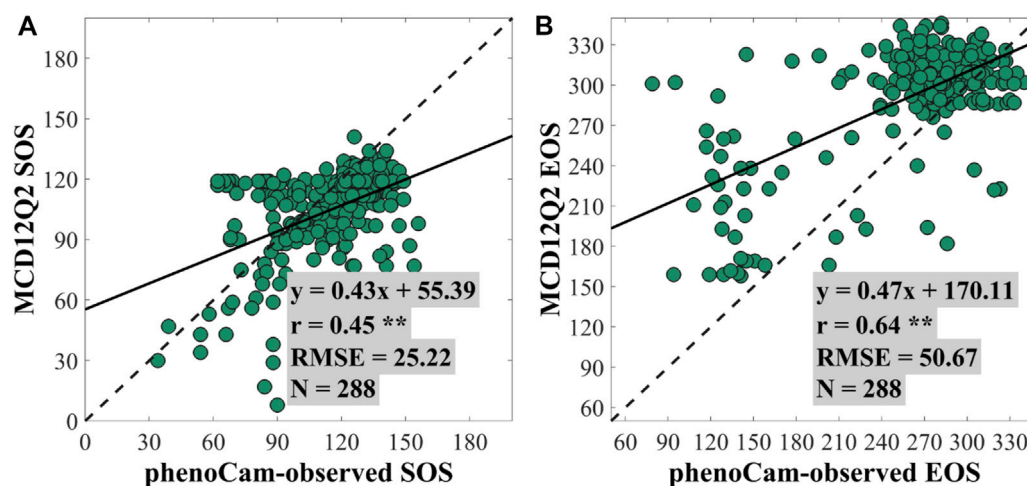 A
MCD12Q2 SOS
180
150
120
90
60
30
0
0 30 60 90 120 150 180
phenoCam-observed SOS
y = 0.43x + 55.39
r = 0.45 **
RMSE = 25.22
N = 288
B
MCD12Q2 EOS
330
300
270
240
210
180
150
120
90
60
60 90 120 150 180 210 240 270 300 330
phenoCam-observed EOS
y = 0.47x + 170.11
r = 0.64 **
RMSE = 50.67
N = 288